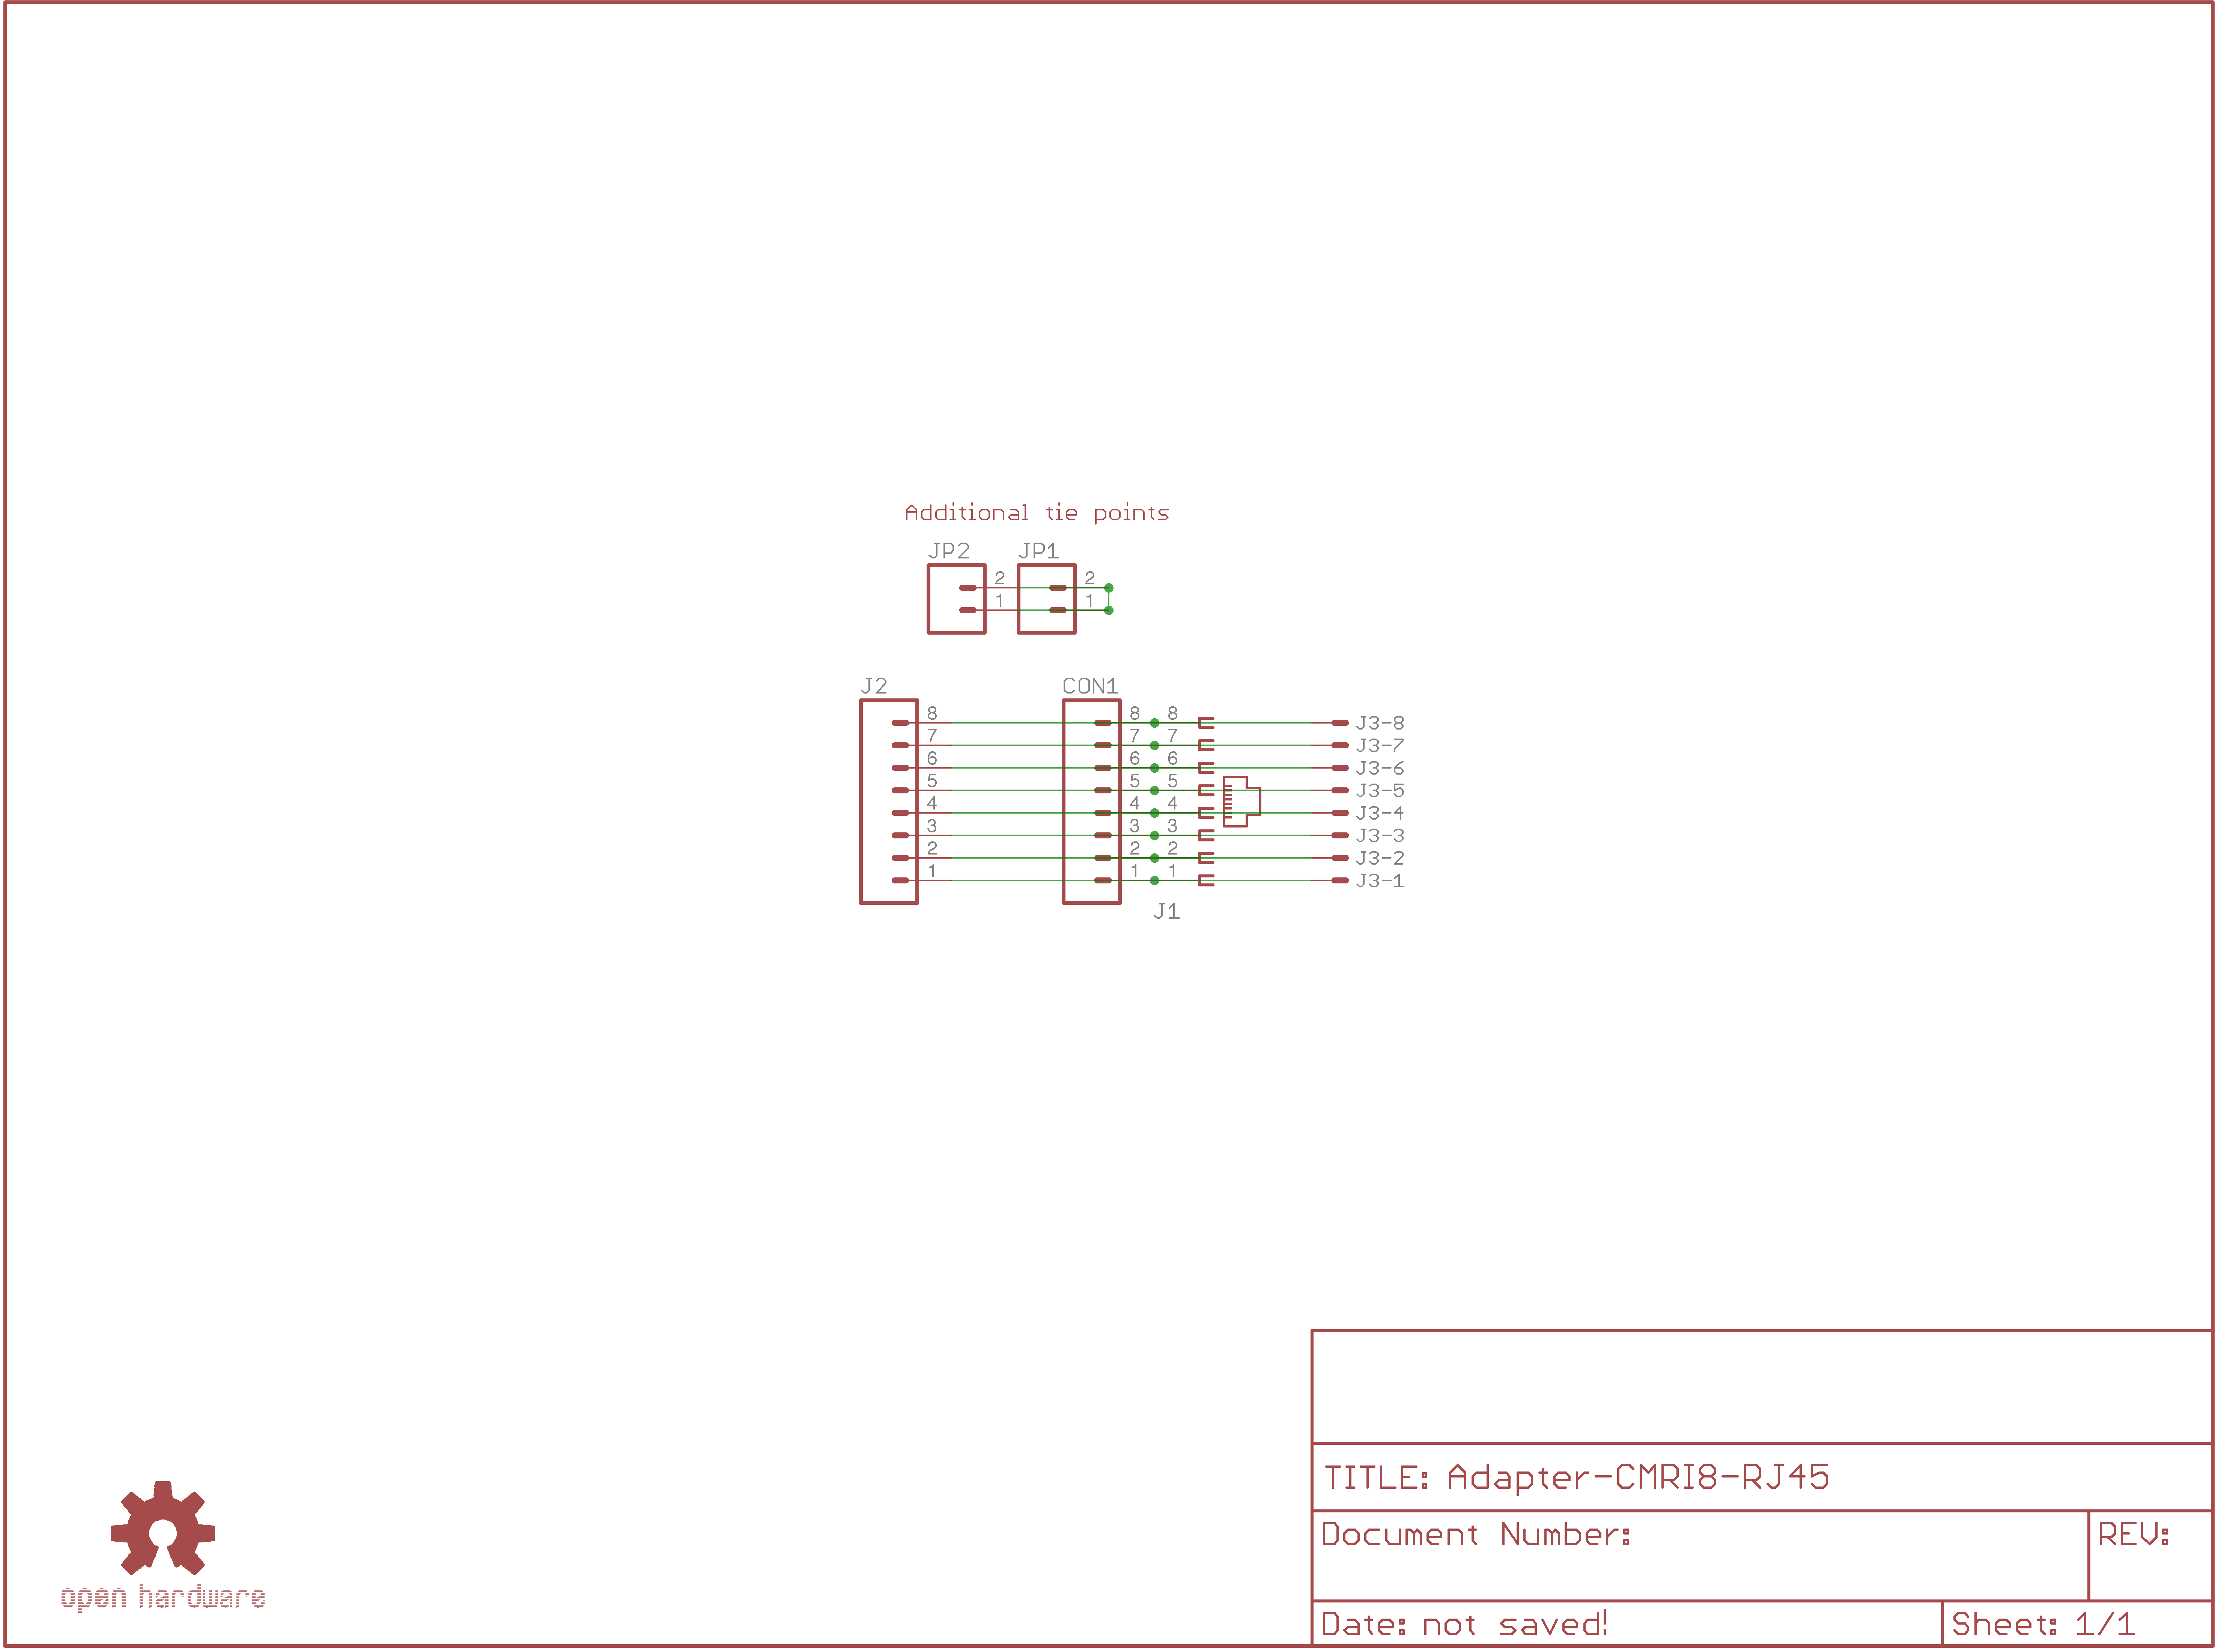 Additional tie points
JP2 JP1
2 2
1 1
J2 CON1
8 8 8 J3-8
7 7 7 J3-7
6 6 6 J3-6
5 5 5 J3-5
4 4 4 J3-4
3 3 3 J3-3
2 2 2 J3-2
1 1 1 J3-1
J1
TITLE: Adapter-CMRI8-RJ45
Document Number:
REV:
Date: not saved!
Sheet: 1/1
open hardware